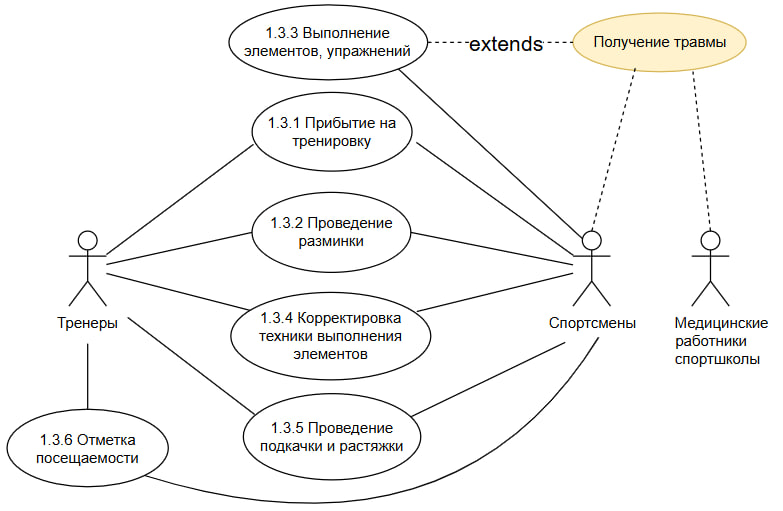 1.3.3 Выполнение
элементов, упражнений
extends
Получение травмы
1.3.1 Прибытие на
тренировку
1.3.2 Проведение
разминки
Тренеры
1.3.4 Корректировка
техники выполнения
элементов
Спортсмены
Медицинские
работники
спортшколы
1.3.5 Проведение
подкачки и растяжки
1.3.6 Отметка
посещаемости